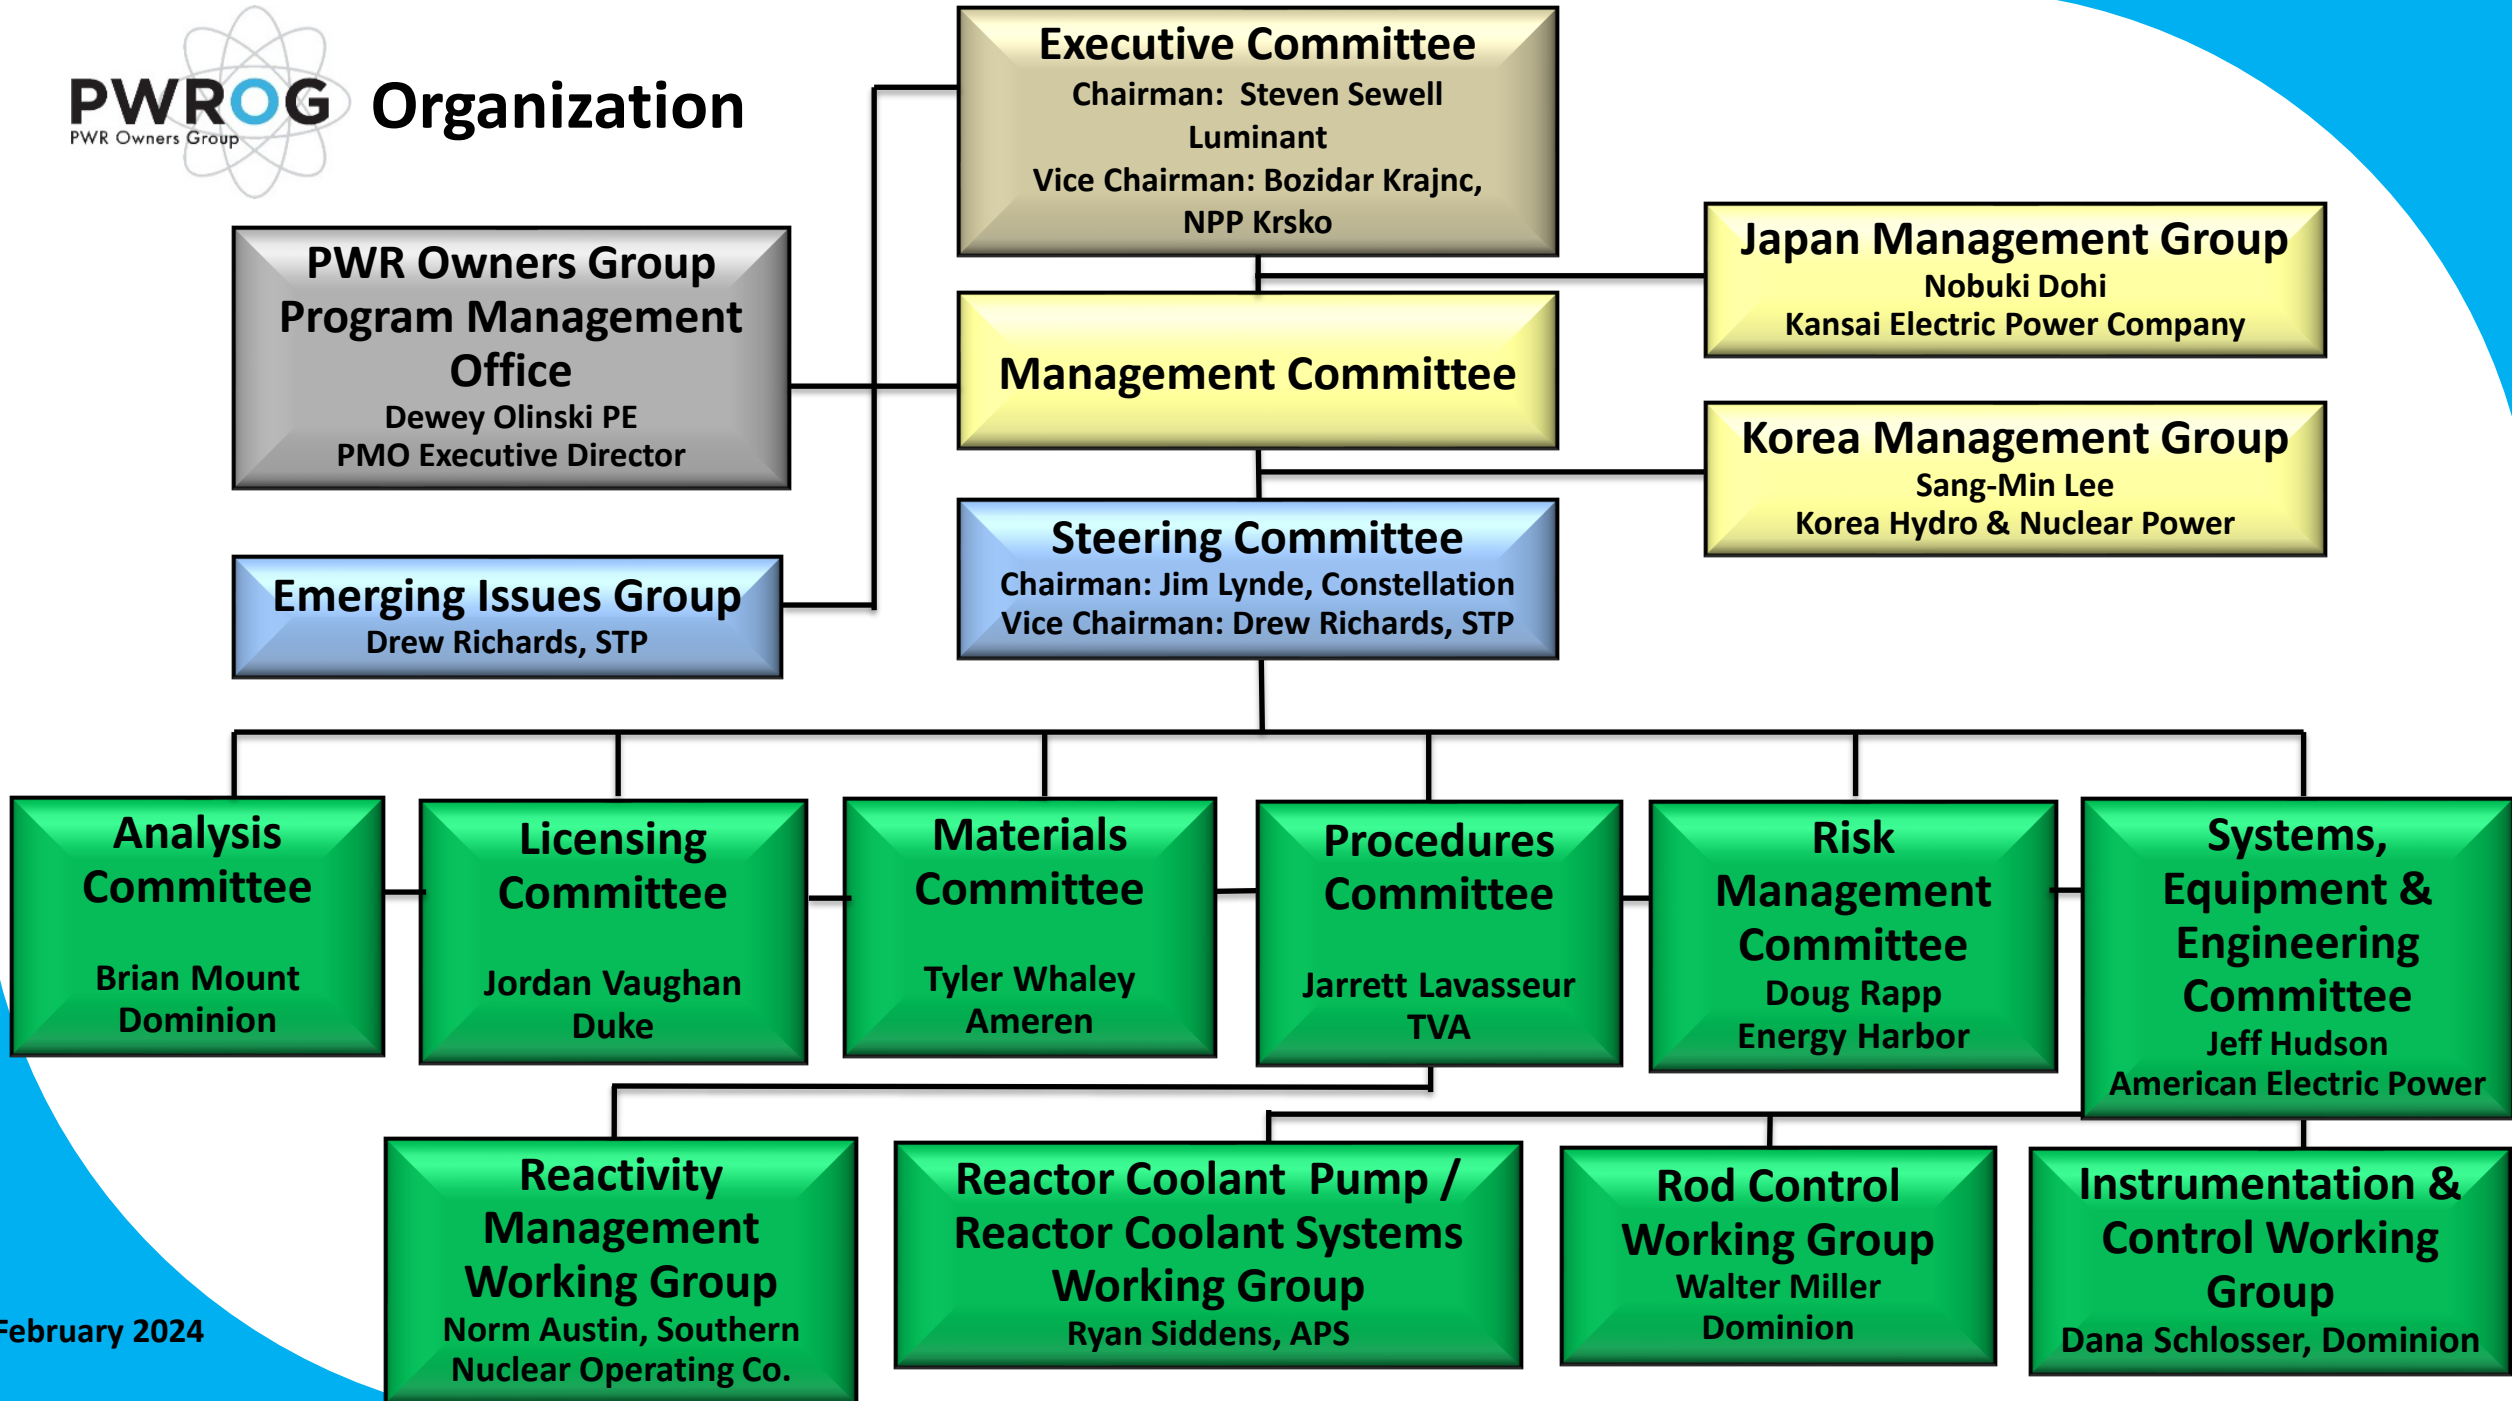 PWROG
PWR Owners Group
Organization
Executive Committee
Chairman: Steven Sewell
Luminant
Vice Chairman: Bozidar Krajnc,
NPP Krsko
PWR Owners Group
Program Management
Office
Dewey Olinski PE
PMO Executive Director
Japan Management Group
Nobuki Dohi
Kansai Electric Power Company
Management Committee
Korea Management Group
Sang-Min Lee
Korea Hydro & Nuclear Power
Steering Committee
Chairman: Jim Lynde, Constellation
Vice Chairman: Drew Richards, STP
Emerging Issues Group
Drew Richards, STP
Analysis
Committee
Brian Mount
Dominion
Licensing
Committee
Jordan Vaughan
Duke
Materials
Committee
Tyler Whaley
Ameren
Procedures
Committee
Jarrett Lavasseur
TVA
Risk
Management
Committee
Doug Rapp
Energy Harbor
Systems,
Equipment &
Engineering
Committee
Jeff Hudson
American Electric Power
Reactivity
Management
Working Group
Norm Austin, Southern
Nuclear Operating Co.
Reactor Coolant Pump /
Reactor Coolant Systems
Working Group
Ryan Siddens, APS
Rod Control
Working Group
Walter Miller
Dominion
Instrumentation &
Control Working
Group
Dana Schlosser, Dominion
February 2024